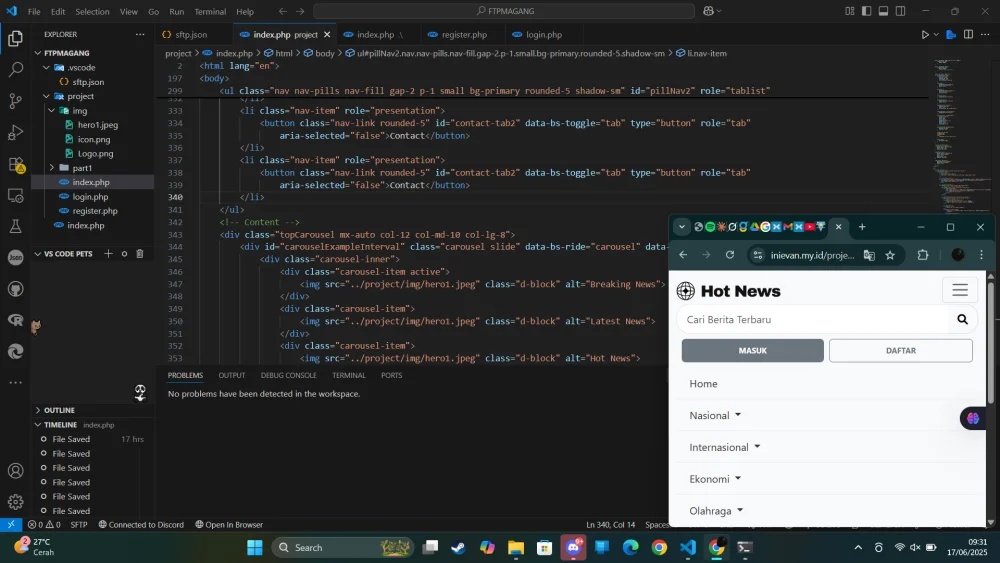 File Edit Selection View Go Run Terminal Help
FTPMAGANG
EXPLORER
FTPMAGANG
.vscode
sftp.json
project
img
hero1.jpeg
icon.png
Logo.png
part1
index.php
login.php
register.php
index.php
VS CODE PETS
OUTLINE
TIMELINE index.php
File Saved 17 hrs
File Saved
File Saved
File Saved
File Saved
File Saved
sftp.json
index.php project
index.php .\
register.php
login.php
project > index.php > html > body > ul#pillNav2.nav.nav-pills.nav-fill.gap-2.p-1.small.bg-primary.rounded-5.shadow-sm > li.nav-item
2 <html lang="en">
197 <body>
299 <ul class="nav nav-pills nav-fill gap-2 p-1 small bg-primary rounded-5 shadow-sm" id="pillNav2" role="tablist"
332 </li>
333 <li class="nav-item" role="presentation">
334 <button class="nav-link rounded-5" id="contact-tab2" data-bs-toggle="tab" type="button" role="tab"
335 aria-selected="false">Contact</button>
336 </li>
337 <li class="nav-item" role="presentation">
338 <button class="nav-link rounded-5" id="contact-tab2" data-bs-toggle="tab" type="button" role="tab"
339 aria-selected="false">Contact</button>
340 </li>
341 </ul>
342 <!-- Content -->
343 <div class="topCarousel mx-auto col-12 col-md-10 col-lg-8">
344 <div id="carouselExampleInterval" class="carousel slide" data-bs-ride="carousel" data-
345 <div class="carousel-inner">
346 <div class="carousel-item active">
347 <img src="../project/img/hero1.jpeg" class="d-block" alt="Breaking News">
348 </div>
349 <div class="carousel-item">
350 <img src="../project/img/hero1.jpeg" class="d-block" alt="Latest News">
351 </div>
352 <div class="carousel-item">
353 <img src="../project/img/hero1.jpeg" class="d-block" alt="Hot News">
PROBLEMS OUTPUT DEBUG CONSOLE TERMINAL PORTS
No problems have been detected in the workspace.
inievan.my.id/proje...
Hot News
Cari Berita Terbaru
MASUK
DAFTAR
Home
Nasional
Internasional
Ekonomi
Olahraga
0 0 SFTP Connected to Discord Open In Browser
Ln 340, Col 14 Spaces
27°C
Cerah
Search
09:31
17/06/2025